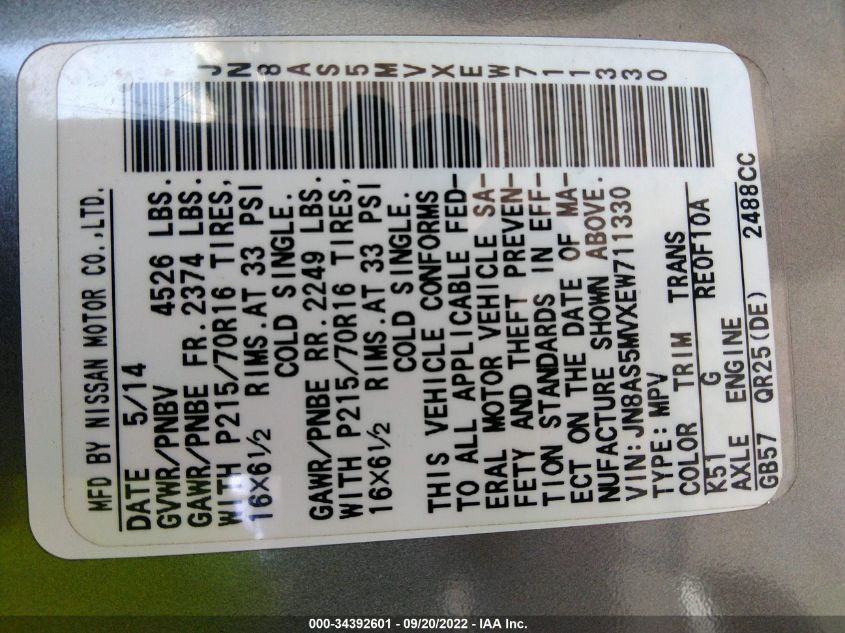 JN8AS5MVXEW711330
MFD BY NISSAN MOTOR CO.,LTD.
DATE 5/14
GVWR/PNBV 4526 LBS.
GAWR/PNBE FR.2374 LBS.
WITH P215/70R16 TIRES,
16X6½ RIMS.AT 33 PSI
COLD SINGLE.
GAWR/PNBE RR.2249 LBS.
WITH P215/70R16 TIRES,
16X6½ RIMS.AT 33 PSI
COLD SINGLE.
THIS VEHICLE CONFORMS
TO ALL APPLICABLE FED-
ERAL MOTOR VEHICLE SA-
FETY AND THEFT PREVEN-
TION STANDARDS IN EFF-
ECT ON THE DATE OF MA-
NUFACTURE SHOWN ABOVE.
VIN:JN8AS5MVXEW711330
TYPE:MPV
COLOR TRIM TRANS
K51 G RE0F10A
AXLE ENGINE
GB57 QR25(DE) 2488CC
000-34392601 - 09/20/2022 - IAA Inc.